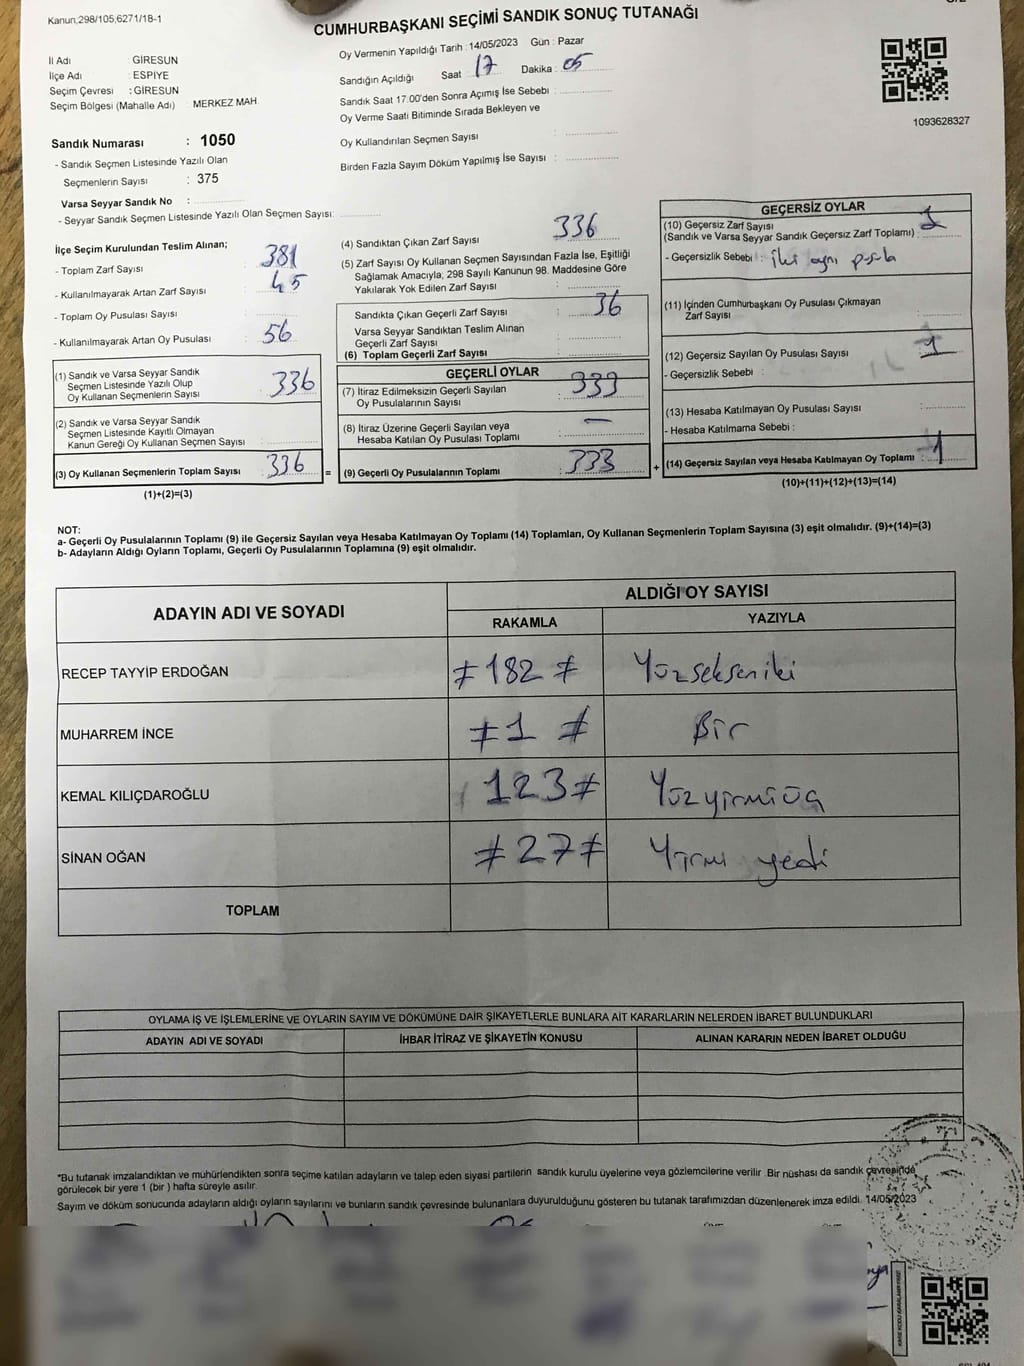 Kanun,298/105,6271/18-1
CUMHURBAŞKANI SEÇİMİ SANDIK SONUÇ TUTANAĞI
İl Adı : GİRESUN
İlçe Adı : ESPİYE
Seçim Çevresi : GİRESUN
Seçim Bölgesi (Mahalle Adı) : MERKEZ MAH.
Sandık Numarası : 1050
- Sandık Seçmen Listesinde Yazılı Olan
Seçmenlerin Sayısı : 375
Varsa Seyyar Sandık No :
- Seyyar Sandık Seçmen Listesinde Yazılı Olan Seçmen Sayısı:
Oy Vermenin Yapıldığı Tarih : 14/05/2023 Gün : Pazar
Sandığın Açıldığı Saat 17 Dakika : 05
Sandık Saat 17:00'den Sonra Açımış İse Sebebi :
Oy Verme Saati Bitiminde Sırada Bekleyen ve
Oy Kullandırılan Seçmen Sayısı :
Birden Fazla Sayım Döküm Yapılmış İse Sayısı :
1093628327
İlçe Seçim Kurulundan Teslim Alınan;
- Toplam Zarf Sayısı : 381
- Kullanılmayarak Artan Zarf Sayısı : 45
- Toplam Oy Pusulası Sayısı :
- Kullanılmayarak Artan Oy Pusulası : 56
(1) Sandık ve Varsa Seyyar Sandık
Seçmen Listesinde Yazılı Olup
Oy Kullanan Seçmenlerin Sayısı : 336
(2) Sandık ve Varsa Seyyar Sandık
Seçmen Listesinde Kayıtlı Olmayan
Kanun Gereği Oy Kullanan Seçmen Sayısı :
(3) Oy Kullanan Seçmenlerin Toplam Sayısı : 336
(1)+(2)=(3)
(4) Sandıktan Çıkan Zarf Sayısı : 336
(5) Zarf Sayısı Oy Kullanan Seçmen Sayısından Fazla İse, Eşitliği
Sağlamak Amacıyla; 298 Sayılı Kanunun 98. Maddesine Göre
Yakılarak Yok Edilen Zarf Sayısı :
Sandıkta Çıkan Geçerli Zarf Sayısı : 36
Varsa Seyyar Sandıktan Teslim Alınan
Geçerli Zarf Sayısı :
(6) Toplam Geçerli Zarf Sayısı :
GEÇERLİ OYLAR
(7) İtiraz Edilmeksizin Geçerli Sayılan
Oy Pusulalarının Sayısı : 333
(8) İtiraz Üzerine Geçerli Sayılan veya
Hesaba Katılan Oy Pusulası Toplamı : —
= (9) Geçerli Oy Pusulalarının Toplamı : 333
GEÇERSİZ OYLAR
(10) Geçersiz Zarf Sayısı
(Sandık ve Varsa Seyyar Sandık Geçersiz Zarf Toplamı) :
- Geçersizlik Sebebi : iki aynı pusula
(11) İçinden Cumhurbaşkanı Oy Pusulası Çıkmayan
Zarf Sayısı :
(12) Geçersiz Sayılan Oy Pusulası Sayısı : 1
- Geçersizlik Sebebi :
(13) Hesaba Katılmayan Oy Pusulası Sayısı :
- Hesaba Katılmama Sebebi :
+ (14) Geçersiz Sayılan veya Hesaba Katılmayan Oy Toplamı :
(10)+(11)+(12)+(13)=(14)
NOT:
a- Geçerli Oy Pusulalarının Toplamı (9) ile Geçersiz Sayılan veya Hesaba Katılmayan Oy Toplamı (14) Toplamları, Oy Kullanan Seçmenlerin Toplam Sayısına (3) eşit olmalıdır. (9)+(14)=(3)
b- Adayların Aldığı Oyların Toplamı, Geçerli Oy Pusulalarının Toplamına (9) eşit olmalıdır.
ADAYIN ADI VE SOYADI
ALDIĞI OY SAYISI
RAKAMLA YAZIYLA
RECEP TAYYİP ERDOĞAN ≠ 182 ≠ Yüzseksen iki
MUHARREM İNCE ≠ 1 ≠ Bir
KEMAL KILIÇDAROĞLU 123 ≠ Yüzyirmiüç
SİNAN OĞAN ≠ 27 ≠ Yirmi yedi
TOPLAM
OYLAMA İŞ VE İŞLEMLERİNE VE OYLARIN SAYIM VE DÖKÜMÜNE DAİR ŞİKAYETLERLE BUNLARA AİT KARARLARIN NELERDEN İBARET BULUNDUKLARI
ADAYIN ADI VE SOYADI İHBAR İTİRAZ VE ŞİKAYETİN KONUSU ALINAN KARARIN NEDEN İBARET OLDUĞU
*Bu tutanak imzalandıktan ve mühürlendikten sonra seçime katılan adayların ve talep eden siyasi partilerin sandık kurulu üyelerine veya gözlemcilerine verilir. Bir nüshası da sandık çevresinde
görülecek bir yere 1 (bir) hafta süreyle asılır.
Sayım ve döküm sonucunda adayların aldığı oyların sayılarını ve bunların sandık çevresinde bulunanlara duyurulduğunu gösteren bu tutanak tarafımızdan düzenlenerek imza edildi. 14/05/2023